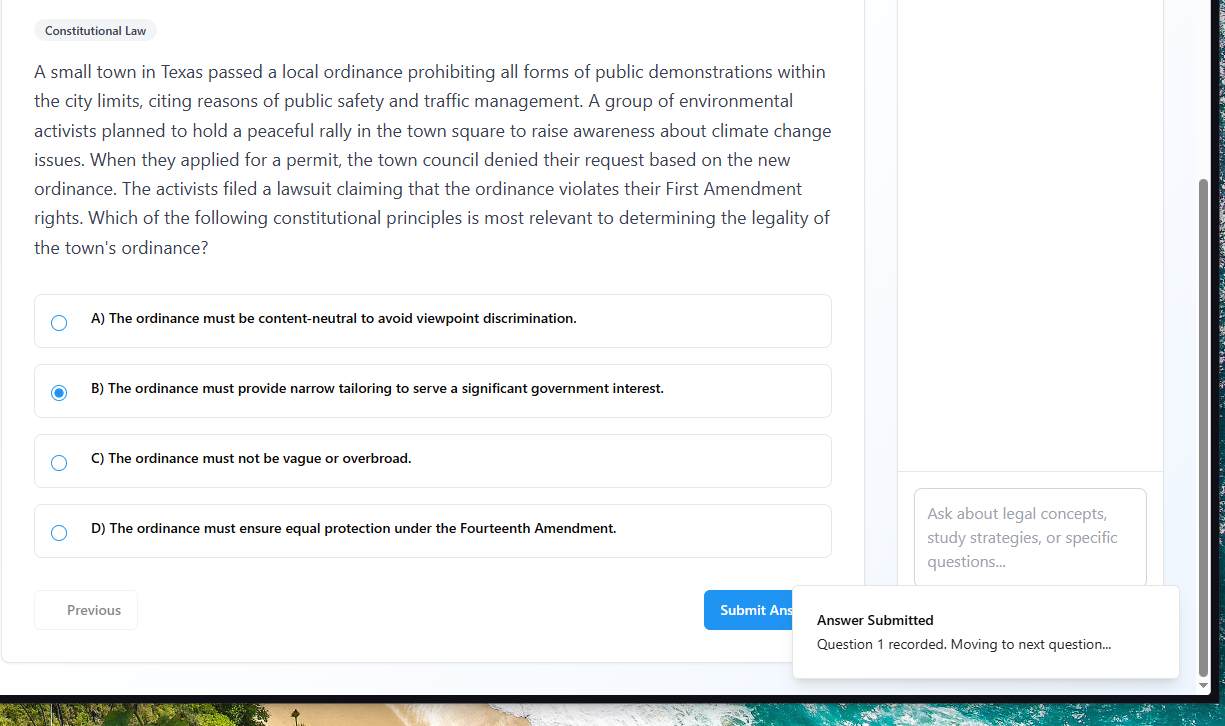 Constitutional Law
A small town in Texas passed a local ordinance prohibiting all forms of public demonstrations within
the city limits, citing reasons of public safety and traffic management. A group of environmental
activists planned to hold a peaceful rally in the town square to raise awareness about climate change
issues. When they applied for a permit, the town council denied their request based on the new
ordinance. The activists filed a lawsuit claiming that the ordinance violates their First Amendment
rights. Which of the following constitutional principles is most relevant to determining the legality of
the town's ordinance?
A) The ordinance must be content-neutral to avoid viewpoint discrimination.
B) The ordinance must provide narrow tailoring to serve a significant government interest.
C) The ordinance must not be vague or overbroad.
D) The ordinance must ensure equal protection under the Fourteenth Amendment.
Previous
Submit Ans
Ask about legal concepts,
study strategies, or specific
questions...
Answer Submitted
Question 1 recorded. Moving to next question...